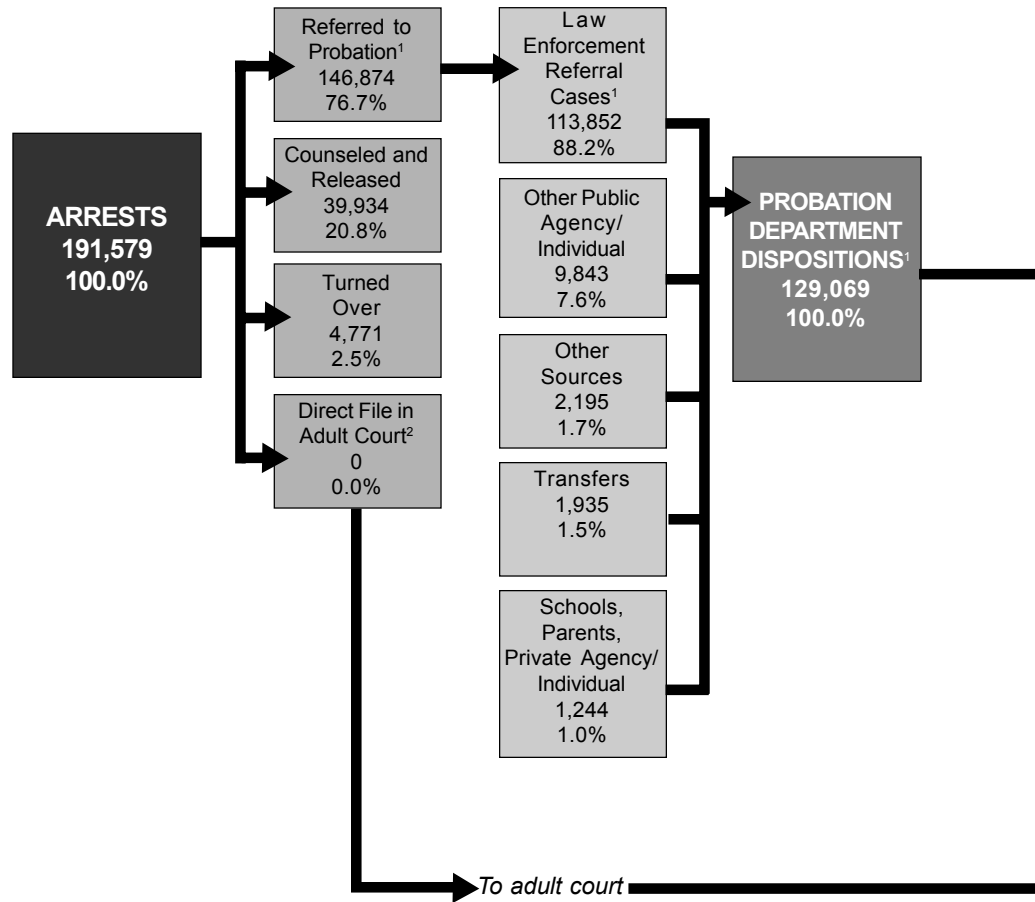 ARRESTS
191,579
100.0%
Referred to
Probation¹
146,874
76.7%
Counseled and
Released
39,934
20.8%
Turned
Over
4,771
2.5%
Direct File in
Adult Court²
0
0.0%
Law
Enforcement
Referral
Cases¹
113,852
88.2%
Other Public
Agency/
Individual
9,843
7.6%
Other
Sources
2,195
1.7%
Transfers
1,935
1.5%
Schools,
Parents,
Private Agency/
Individual
1,244
1.0%
PROBATION
DEPARTMENT
DISPOSITIONS¹
129,069
100.0%
To adult court